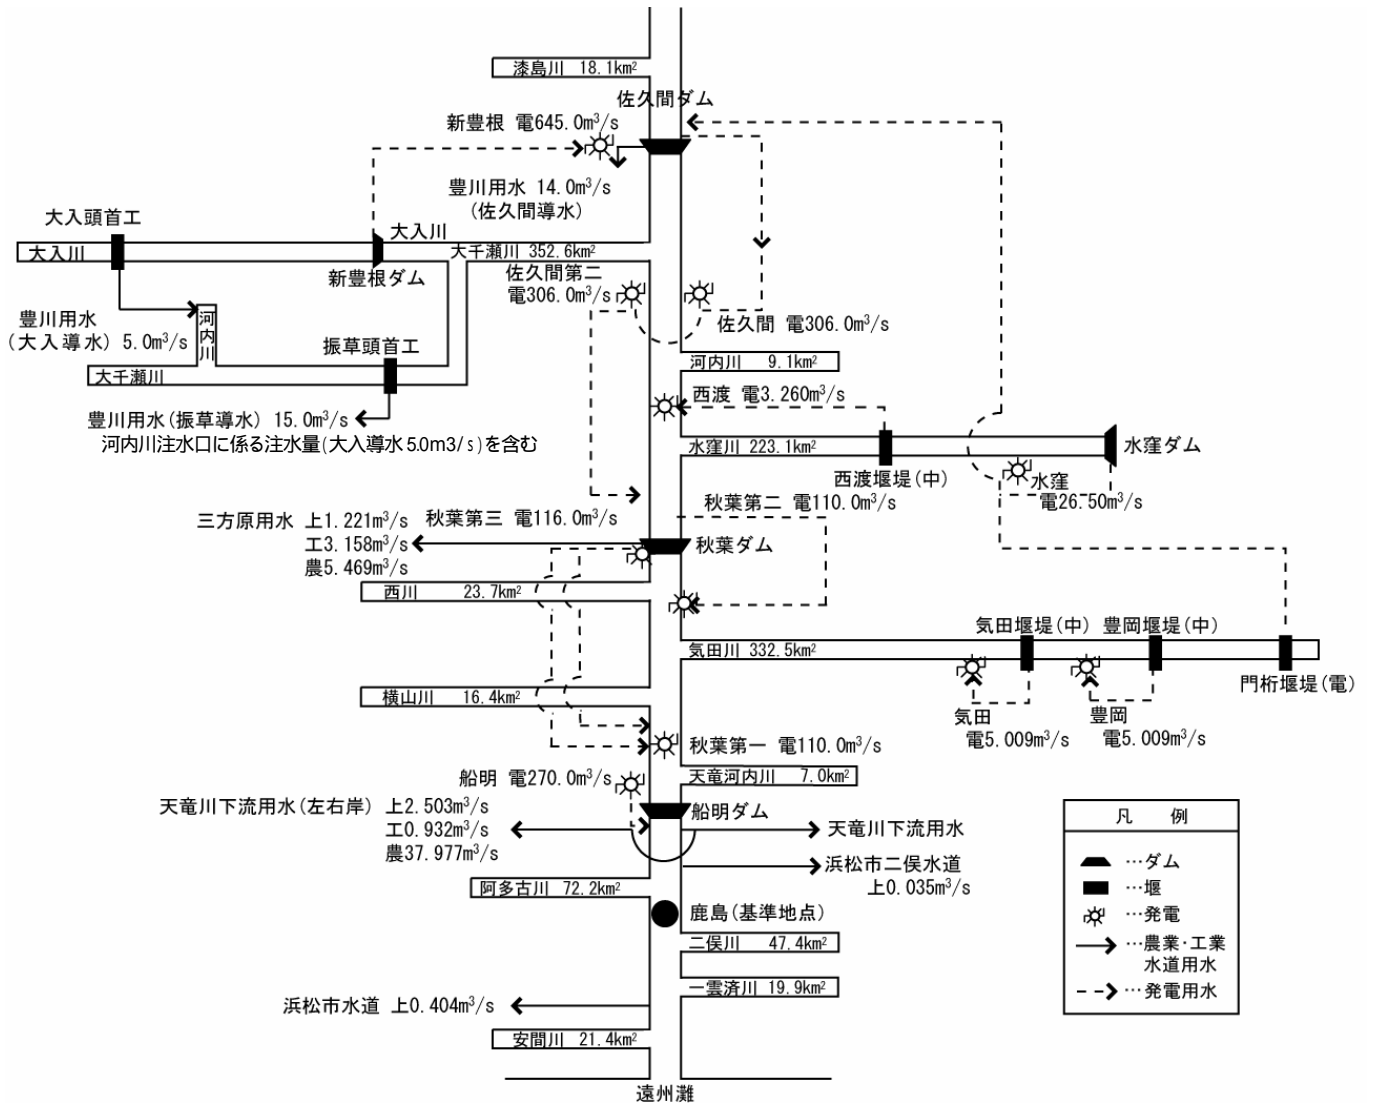 漆島川 18.1km²
佐久間ダム
新豊根 電645.0m³/s
豊川用水 14.0m³/s
(佐久間導水)
大入頭首工
大入川
大入川
大千瀬川 352.6km²
新豊根ダム
佐久間第二
電306.0m³/s
佐久間 電306.0m³/s
豊川用水
(大入導水) 5.0m³/s
河内川
振草頭首工
大千瀬川
河内川 9.1km²
西渡 電3.260m³/s
豊川用水(振草導水) 15.0m³/s
河内川注水口に係る注水量(大入導水5.0m3/s)を含む
水窪川 223.1km²
水窪ダム
西渡堰堤(中)
水窪
電26.50m³/s
秋葉第二 電110.0m³/s
三方原用水 上1.221m³/s
工3.158m³/s
農5.469m³/s
秋葉第三 電116.0m³/s
秋葉ダム
西川 23.7km²
気田堰堤(中)
豊岡堰堤(中)
気田川 332.5km²
門桁堰堤(電)
横山川 16.4km²
気田
電5.009m³/s
豊岡
電5.009m³/s
秋葉第一 電110.0m³/s
船明 電270.0m³/s
天竜河内川 7.0km²
天竜川下流用水(左右岸) 上2.503m³/s
工0.932m³/s
農37.977m³/s
船明ダム
天竜川下流用水
浜松市二俣水道
上0.035m³/s
阿多古川 72.2km²
鹿島(基準地点)
二俣川 47.4km²
一雲済川 19.9km²
浜松市水道 上0.404m³/s
安間川 21.4km²
遠州灘
凡 例
…ダム
…堰
…発電
…農業・工業
水道用水
…発電用水